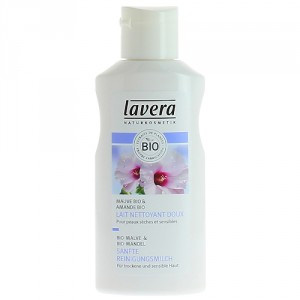 lavera
NATURKOSMETIK
BIO
MAUVE BIO &
AMANDE BIO
LAIT NETTOYANT DOUX
Pour peaux sèches et sensibles
BIO-MALVE &
BIO-MANDEL
SANFTE
REINIGUNGSMILCH
Für trockene und sensible Haut